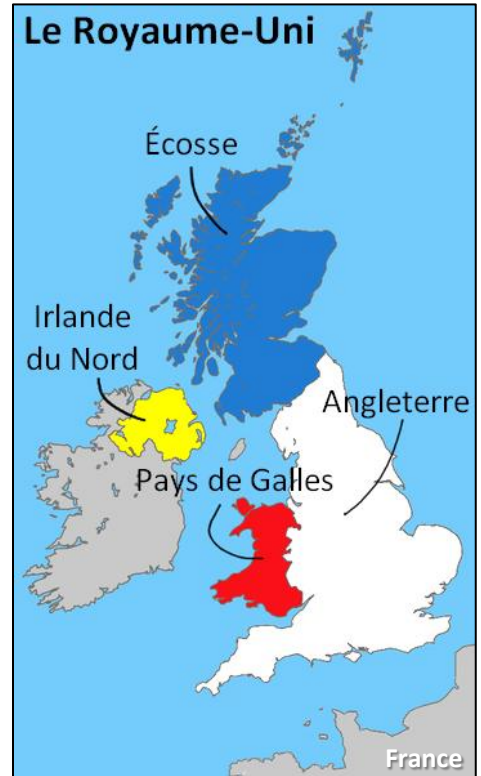 Le Royaume-Uni
Écosse
Irlande
du Nord
Angleterre
Pays de Galles
France